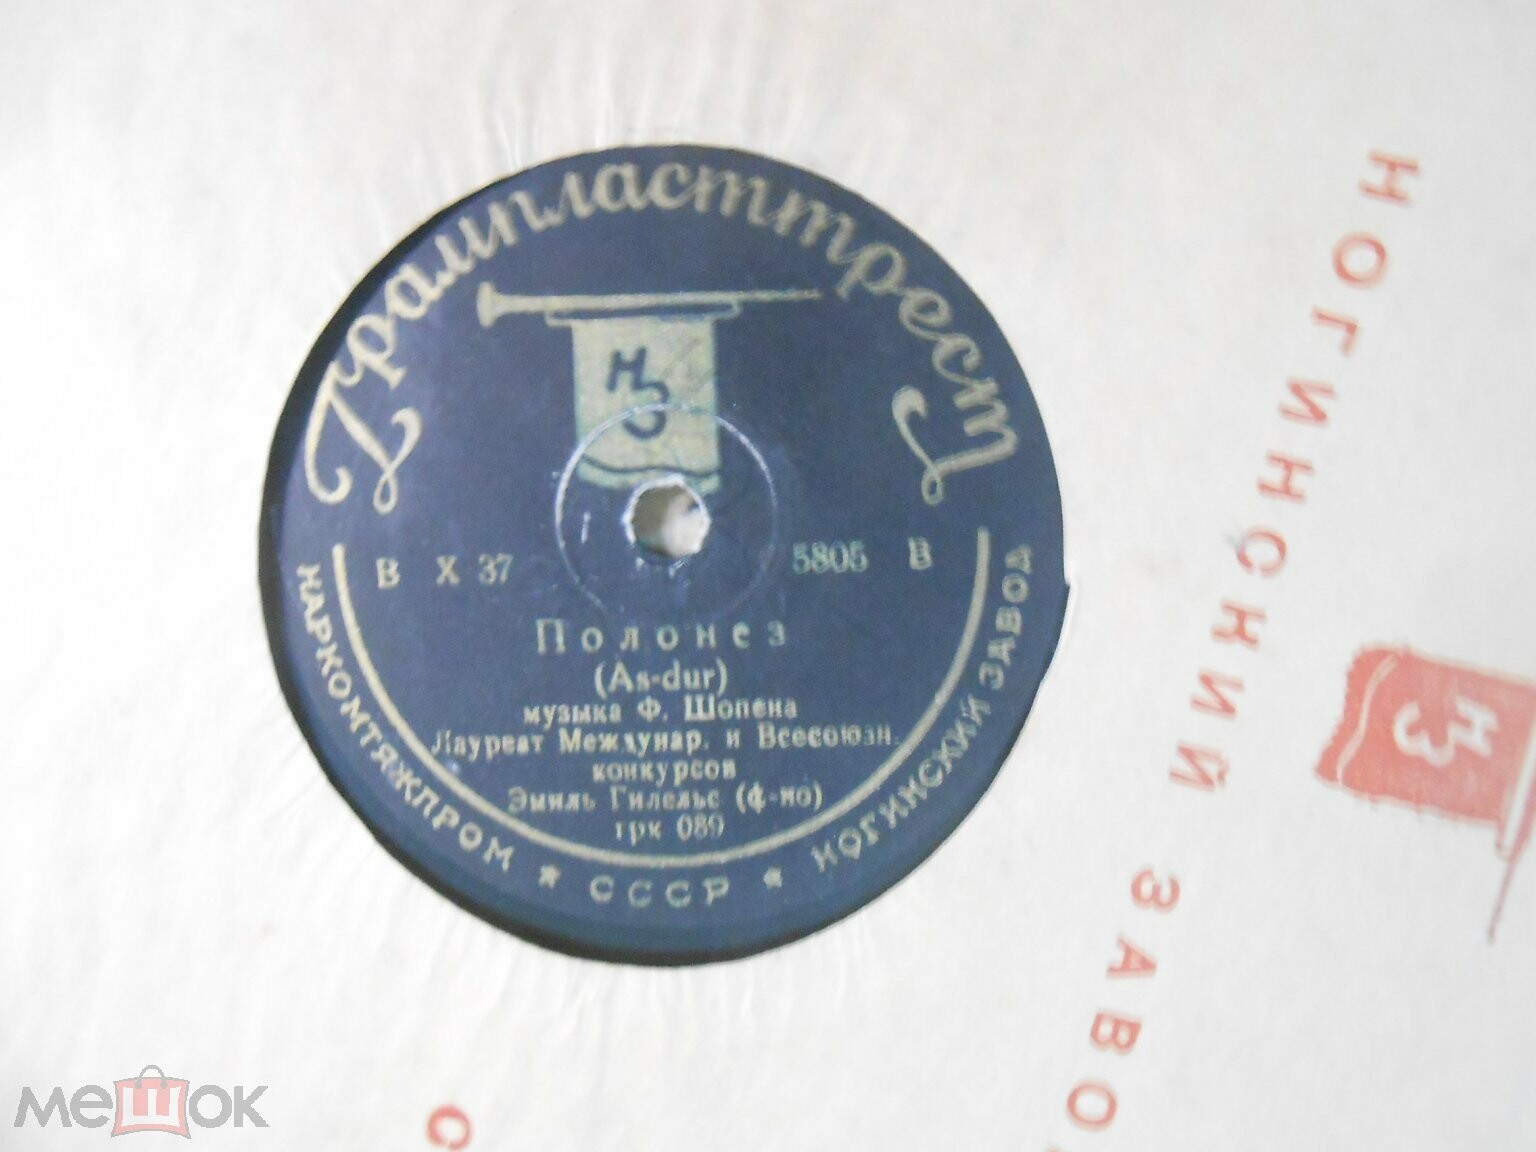 Грампласттрест
НЗ
В Х 37 5805 В
Полонез
(As-dur)
музыка Ф. Шопена
Лауреат Междунар. и Всесоюзн.
конкурсов
Эмиль Гилельс (ф-но)
грк 089
НАРКОМТЯЖПРОМ ★ СССР ★ НОГИНСКИЙ ЗАВОД
НОГИНСКИЙ ЗАВОД
НЗ
С
мешок